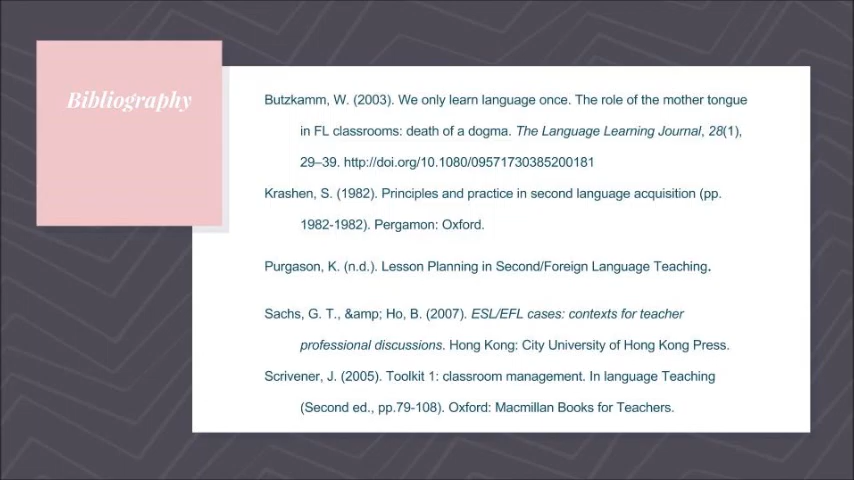 Bibliography
Butzkamm, W. (2003). We only learn language once. The role of the mother tongue
in FL classrooms: death of a dogma. The Language Learning Journal, 28(1),
29–39. http://doi.org/10.1080/09571730385200181
Krashen, S. (1982). Principles and practice in second language acquisition (pp.
1982-1982). Pergamon: Oxford.
Purgason, K. (n.d.). Lesson Planning in Second/Foreign Language Teaching.
Sachs, G. T., &amp; Ho, B. (2007). ESL/EFL cases: contexts for teacher
professional discussions. Hong Kong: City University of Hong Kong Press.
Scrivener, J. (2005). Toolkit 1: classroom management. In language Teaching
(Second ed., pp.79-108). Oxford: Macmillan Books for Teachers.